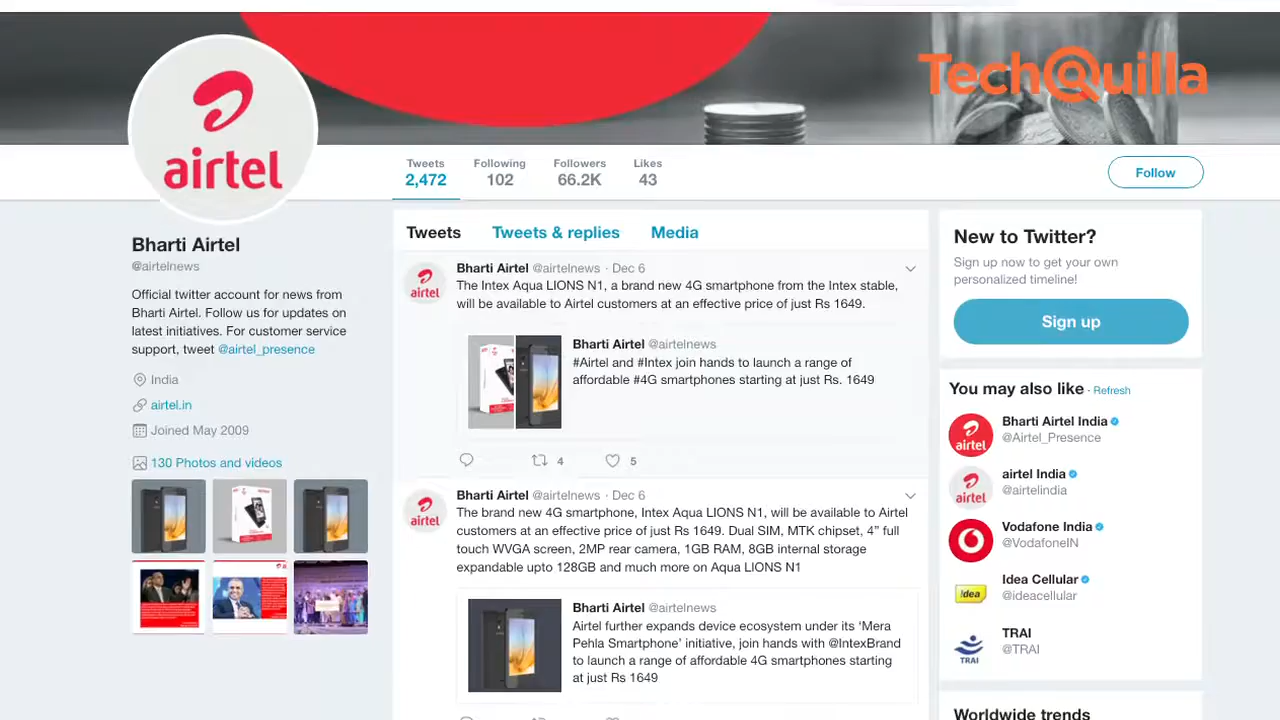 TechQuilla
airtel
Tweets
2,472
Following
102
Followers
66.2K
Likes
43
Follow
Bharti Airtel
@airtelnews
Official twitter account for news from
Bharti Airtel. Follow us for updates on
latest initiatives. For customer service
support, tweet @airtel_presence
India
airtel.in
Joined May 2009
130 Photos and videos
Tweets Tweets & replies Media
airtel
Bharti Airtel @airtelnews · Dec 6
The Intex Aqua LIONS N1, a brand new 4G smartphone from the Intex stable,
will be available to Airtel customers at an effective price of just Rs 1649.
Bharti Airtel @airtelnews
#Airtel and #Intex join hands to launch a range of
affordable #4G smartphones starting at just Rs. 1649
4 5
airtel
Bharti Airtel @airtelnews · Dec 6
The brand new 4G smartphone, Intex Aqua LIONS N1, will be available to Airtel
customers at an effective price of just Rs 1649. Dual SIM, MTK chipset, 4” full
touch WVGA screen, 2MP rear camera, 1GB RAM, 8GB internal storage
expandable upto 128GB and much more on Aqua LIONS N1
Bharti Airtel @airtelnews
Airtel further expands device ecosystem under its ‘Mera
Pehla Smartphone’ initiative, join hands with @IntexBrand
to launch a range of affordable 4G smartphones starting
at just Rs 1649
New to Twitter?
Sign up now to get your own
personalized timeline!
Sign up
You may also like · Refresh
airtel
Bharti Airtel India
@Airtel_Presence
airtel
airtel India
@airtelindia
Vodafone India
@VodafoneIN
Idea
Idea Cellular
@ideacellular
TRAI
TRAI
@TRAI
Worldwide trends